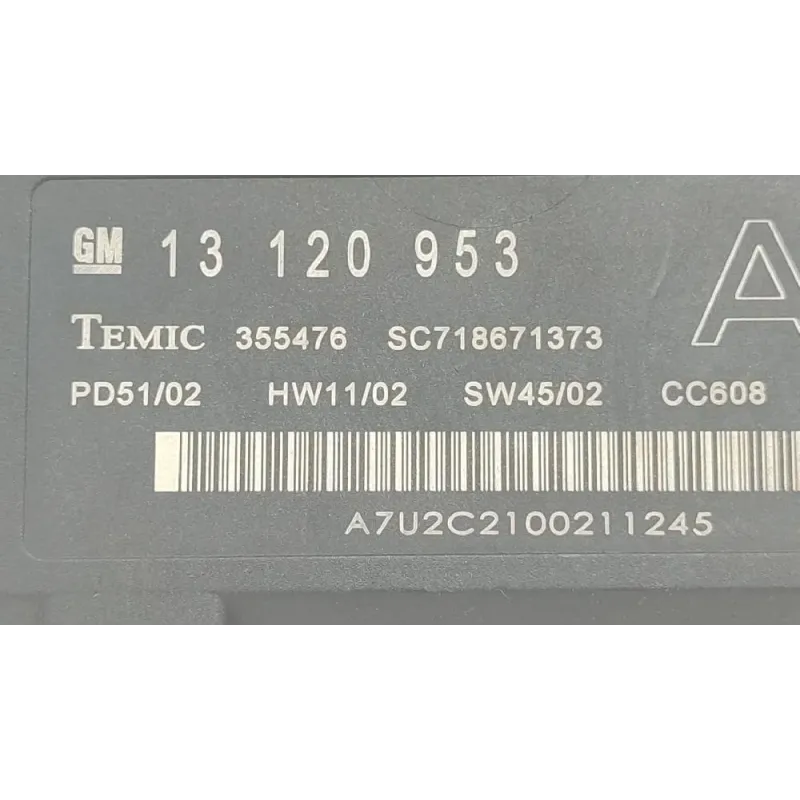 GM 13 120 953
A
TEMIC 355476 SC718671373
PD51/02 HW11/02 SW45/02 CC608
A7U2C2100211245